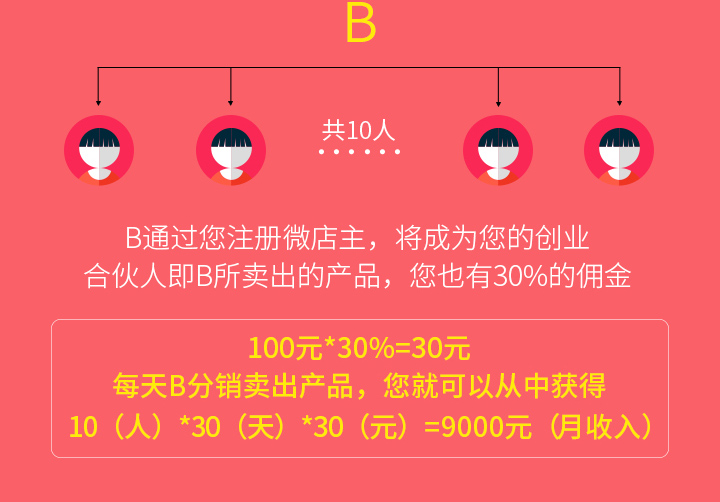 B
共10人
B通过您注册微店主，将成为您的创业
合伙人即B所卖出的产品，您也有30%的佣金
100元*30%=30元
每天B分销卖出产品，您就可以从中获得
10（人）*30（天）*30（元）=9000元（月收入）